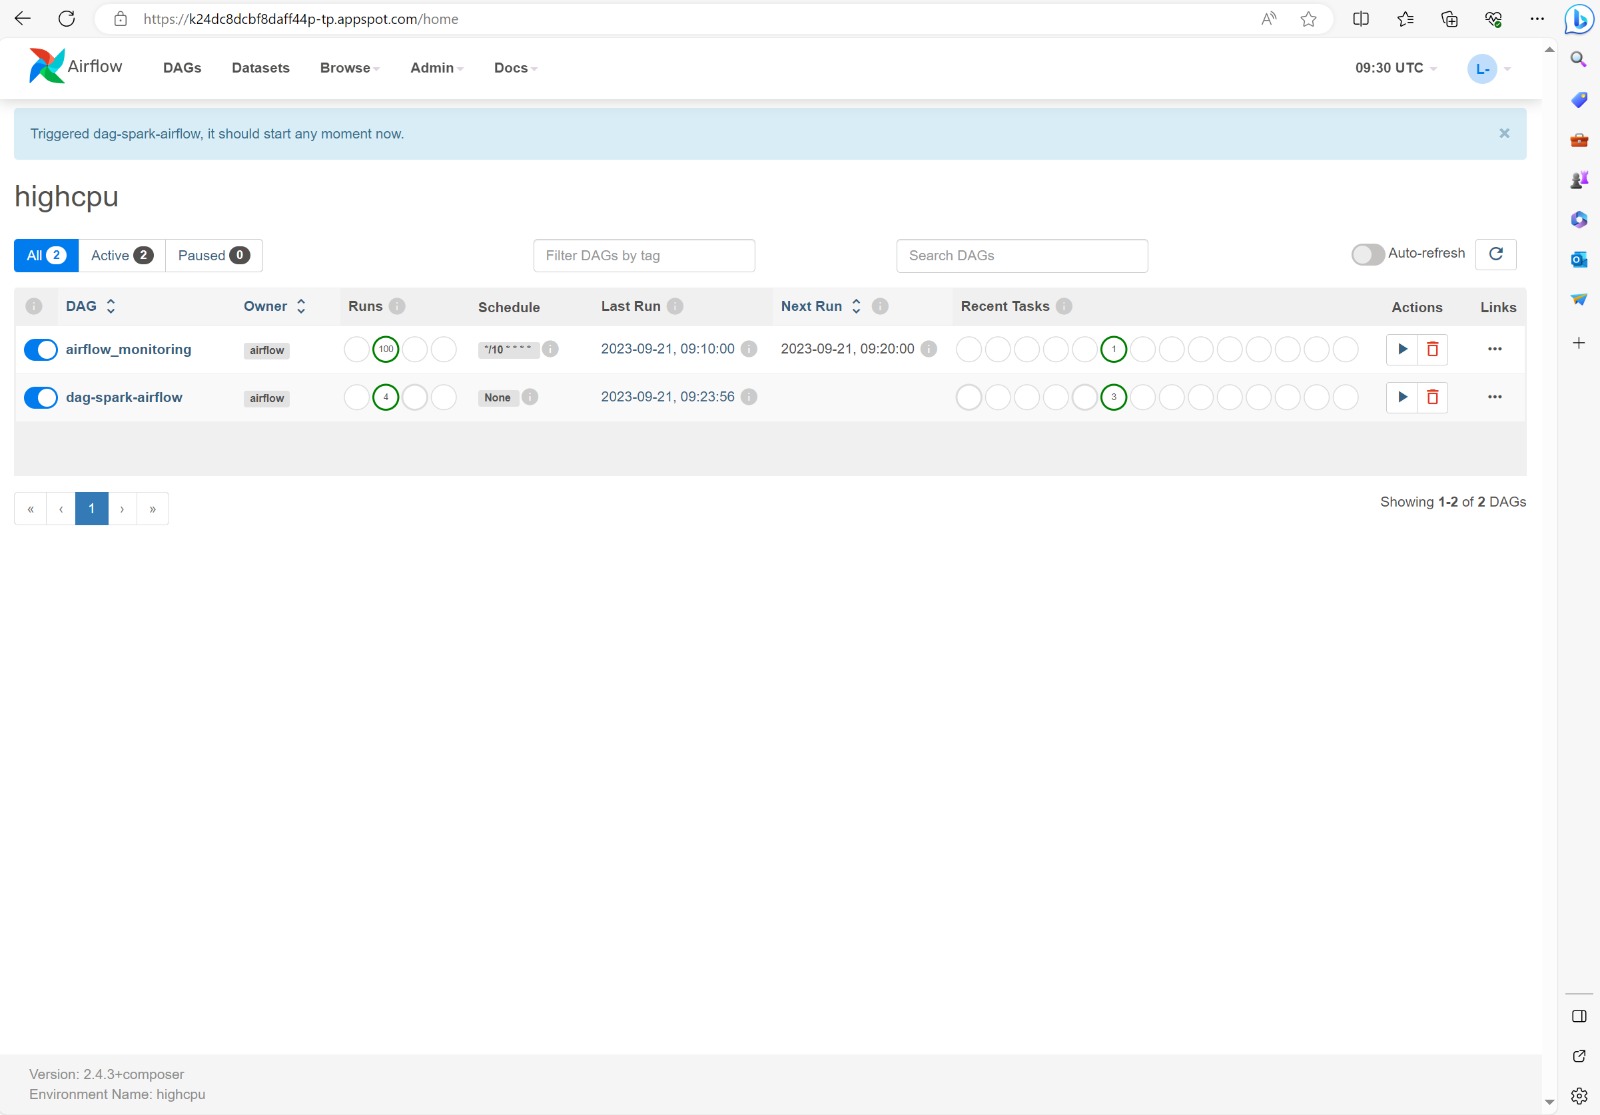 https://k24dc8dcbf8daff44p-tp.appspot.com/home
Airflow DAGs Datasets Browse Admin Docs 09:30 UTC L-
Triggered dag-spark-airflow, it should start any moment now. ×
highcpu
All 2 Active 2 Paused 0 Filter DAGs by tag Search DAGs Auto-refresh
DAG Owner Runs Schedule Last Run Next Run Recent Tasks Actions Links
airflow_monitoring airflow 100 */10 * * * * 2023-09-21, 09:10:00 2023-09-21, 09:20:00 1
dag-spark-airflow airflow 4 None 2023-09-21, 09:23:56 3
« ‹ 1 › » Showing 1-2 of 2 DAGs
Version: 2.4.3+composer
Environment Name: highcpu